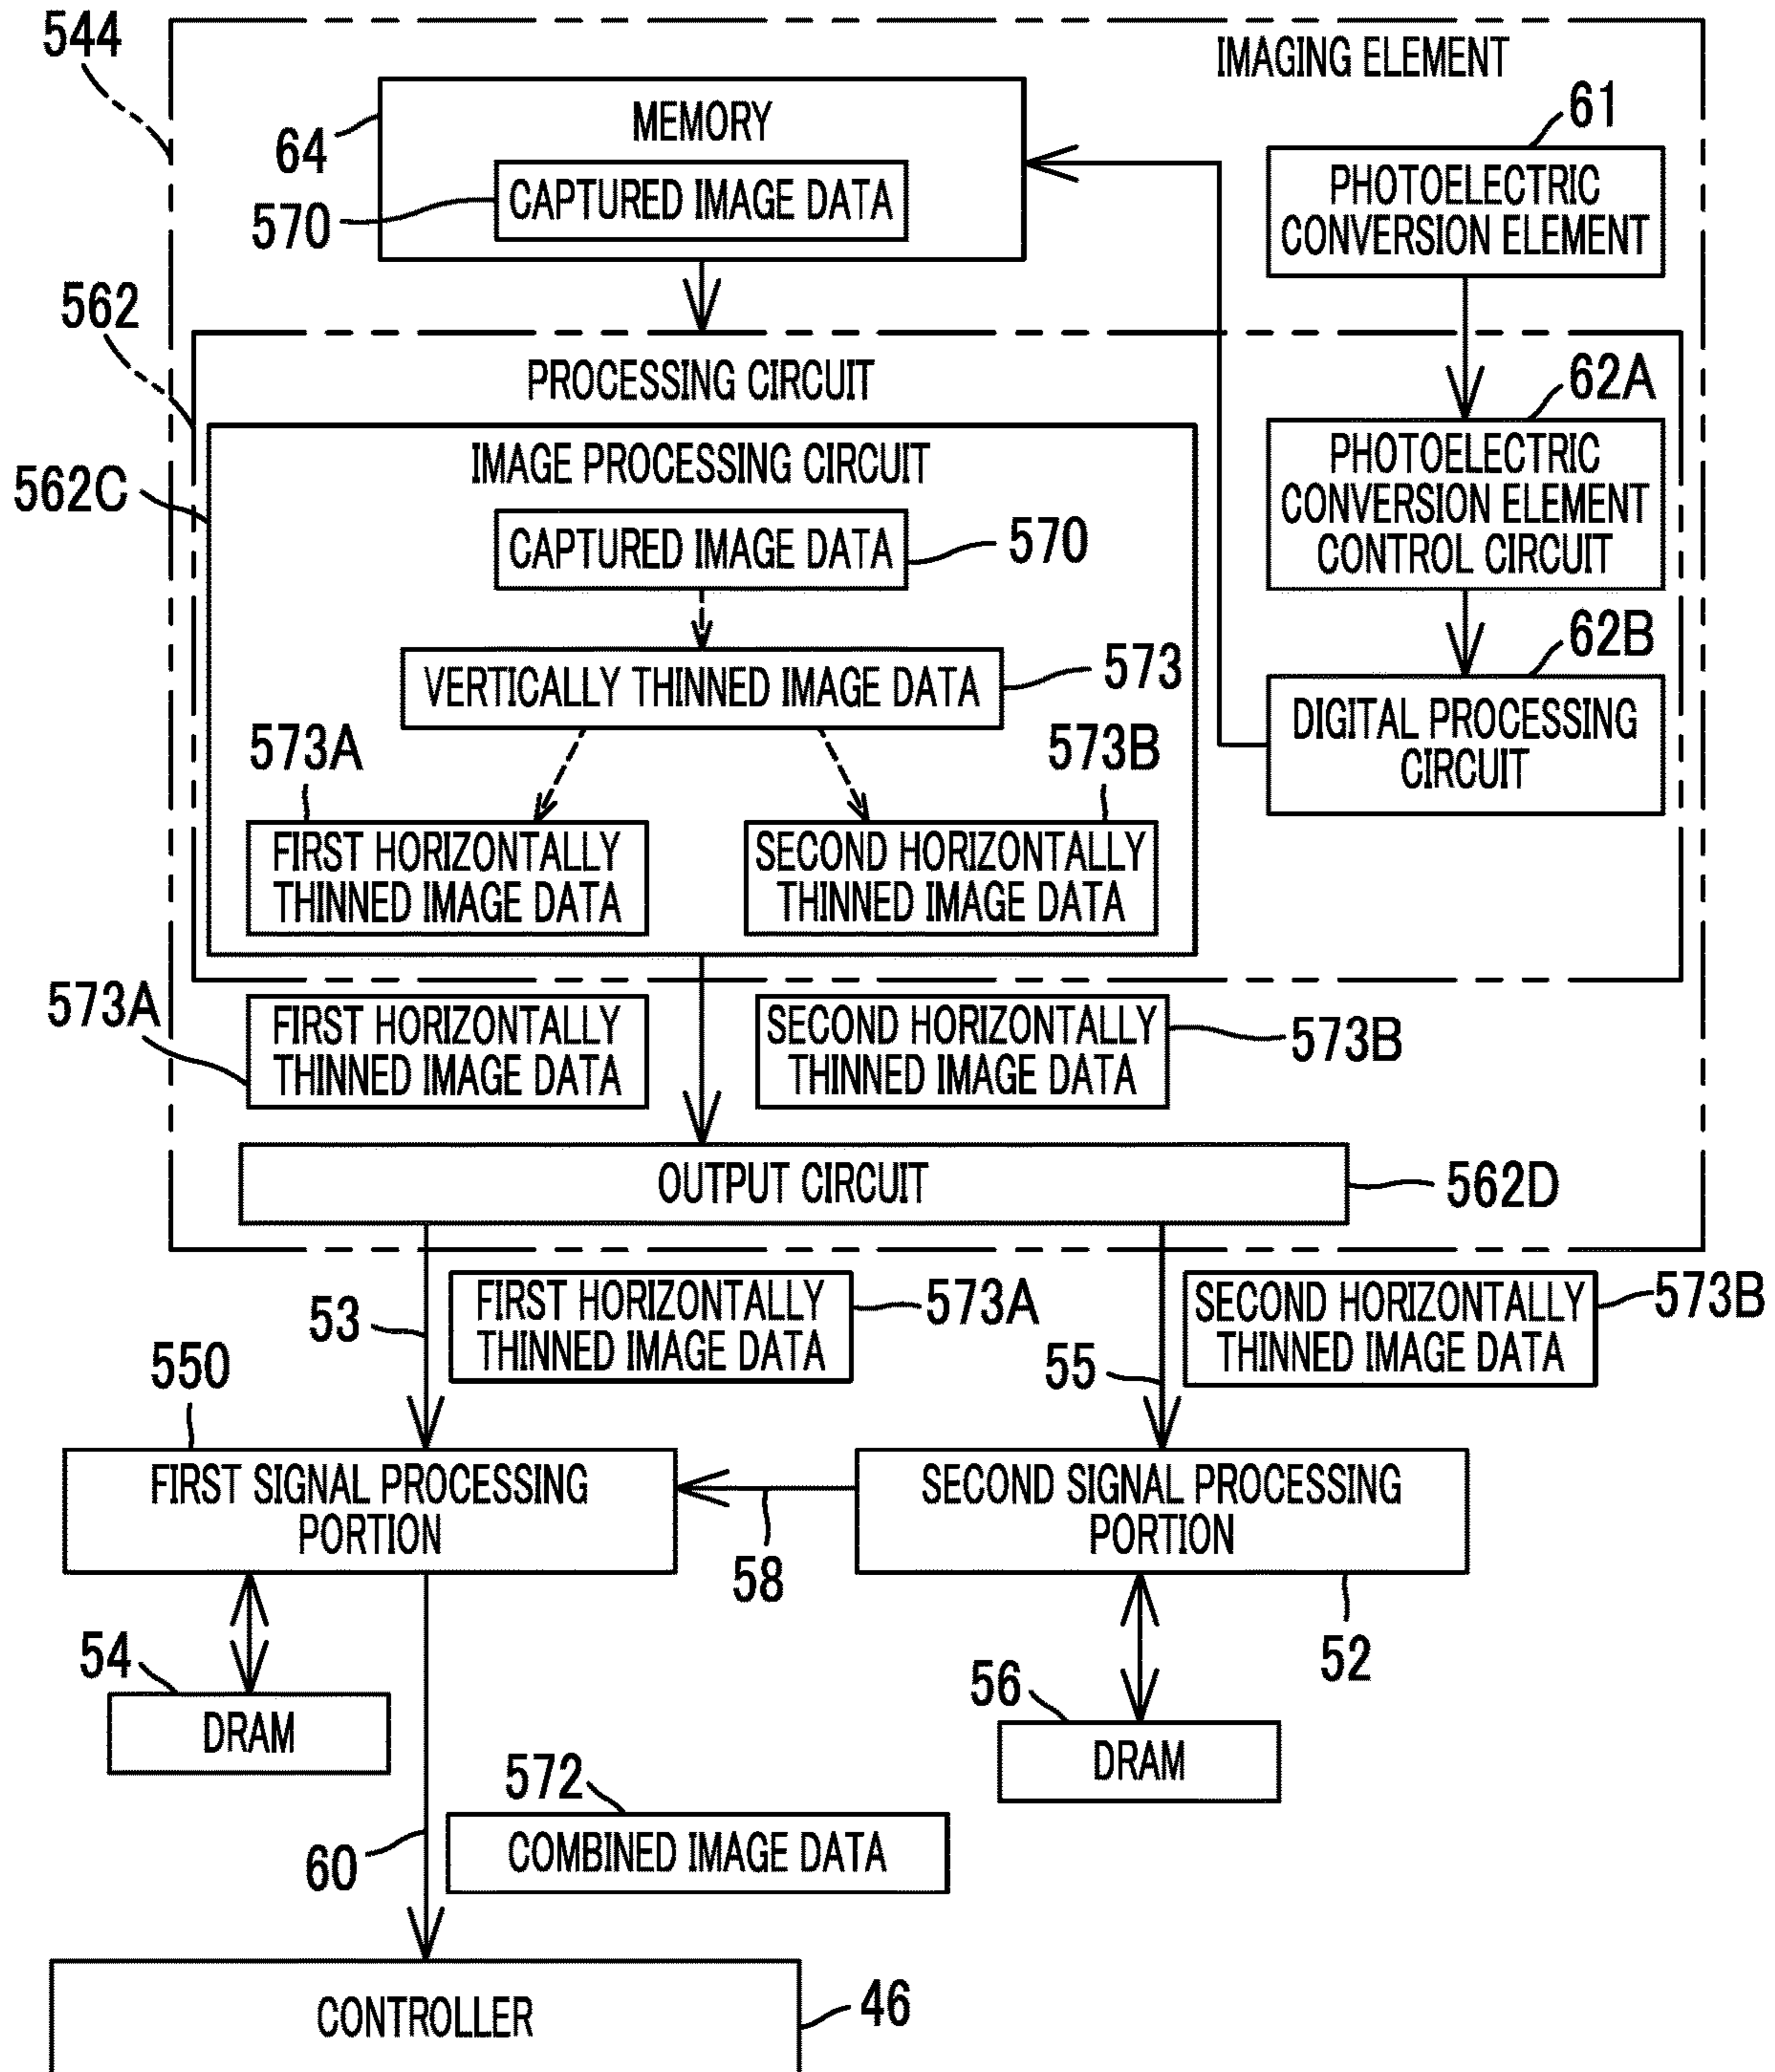 544
IMAGING ELEMENT
MEMORY
64
CAPTURED IMAGE DATA
570
61
PHOTOELECTRIC
CONVERSION ELEMENT
562
PROCESSING CIRCUIT
62A
PHOTOELECTRIC
CONVERSION ELEMENT
CONTROL CIRCUIT
IMAGE PROCESSING CIRCUIT
562C
CAPTURED IMAGE DATA
570
62B
DIGITAL PROCESSING
CIRCUIT
VERTICALLY THINNED IMAGE DATA
573
573A
573B
FIRST HORIZONTALLY
THINNED IMAGE DATA
SECOND HORIZONTALLY
THINNED IMAGE DATA
573A
FIRST HORIZONTALLY
THINNED IMAGE DATA
SECOND HORIZONTALLY
THINNED IMAGE DATA
573B
OUTPUT CIRCUIT
562D
53
FIRST HORIZONTALLY
THINNED IMAGE DATA
573A
55
SECOND HORIZONTALLY
THINNED IMAGE DATA
573B
550
FIRST SIGNAL PROCESSING
PORTION
58
SECOND SIGNAL PROCESSING
PORTION
52
54
DRAM
56
DRAM
572
COMBINED IMAGE DATA
60
CONTROLLER
46